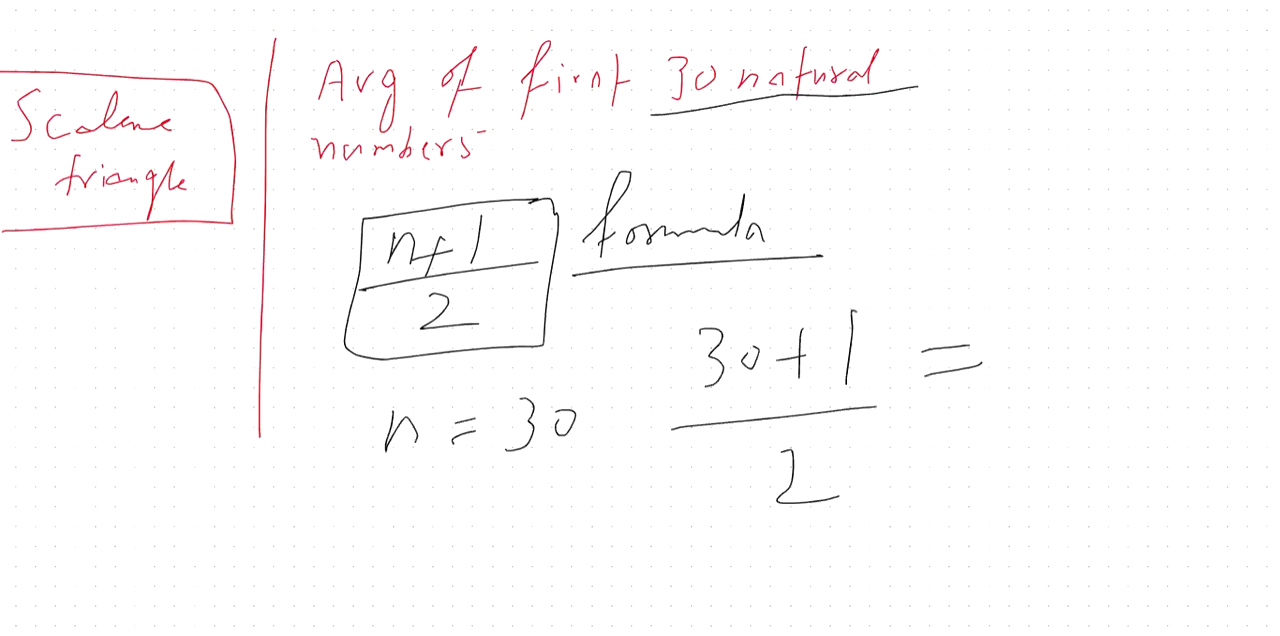 Scalene
triangle
Avg of first 30 natural
numbers
n+1
2
formula
n = 30
30+1 =
2